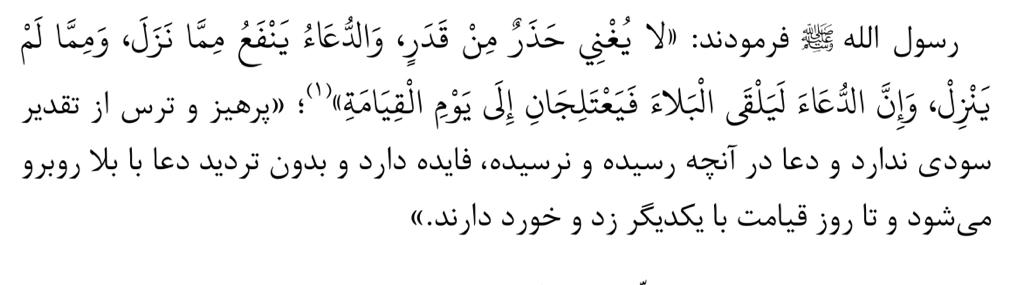 رسول الله ﷺ فرمودند: «لا يُغْنِي حَذَرٌ مِنْ قَدَرٍ، وَالدُّعَاءُ يَنْفَعُ مِمَّا نَزَلَ، وَمِمَّا لَمْ
يَنْزِلْ، وَإِنَّ الدُّعَاءَ لَيَلْقَى الْبَلاءَ فَيَعْتَلِجَانِ إِلَى يَوْمِ الْقِيَامَةِ»(١)؛ «پرهیز و ترس از تقدیر
سودی ندارد و دعا در آنچه رسیده و نرسیده، فایده دارد و بدون تردید دعا با بلا روبرو
می‌شود و تا روز قیامت با یکدیگر زد و خورد دارند.»